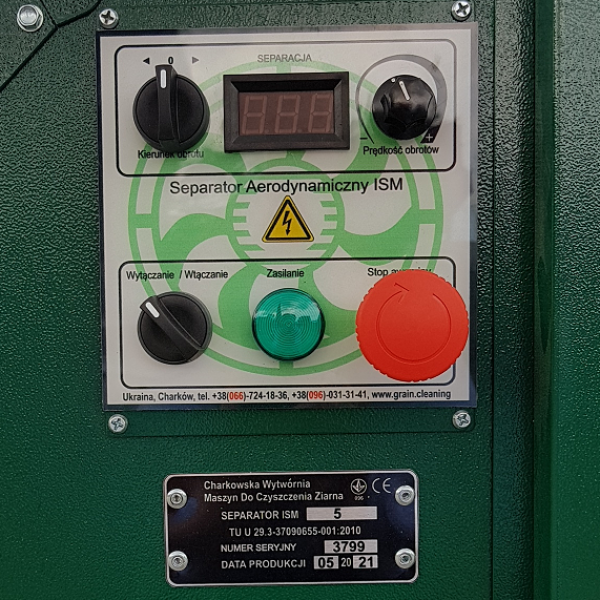 SEPARACJA
0
Kierunek obrotu
- +
Prędkość obrotów
Separator Aerodynamiczny ISM
Wyłączanie / Włączanie
Zasilanie
Stop
Ukraina, Charków, tel. +38(066)-724-18-36, +38(096)-031-31-41, www.grain.cleaning
Charkowska Wytwórnia
Maszyn Do Czyszczenia Ziarna
CE
SEPARATOR ISM 5
TU U 29.3-37090655-001:2010
NUMER SERYJNY 3799
DATA PRODUKCJI 05 20 21